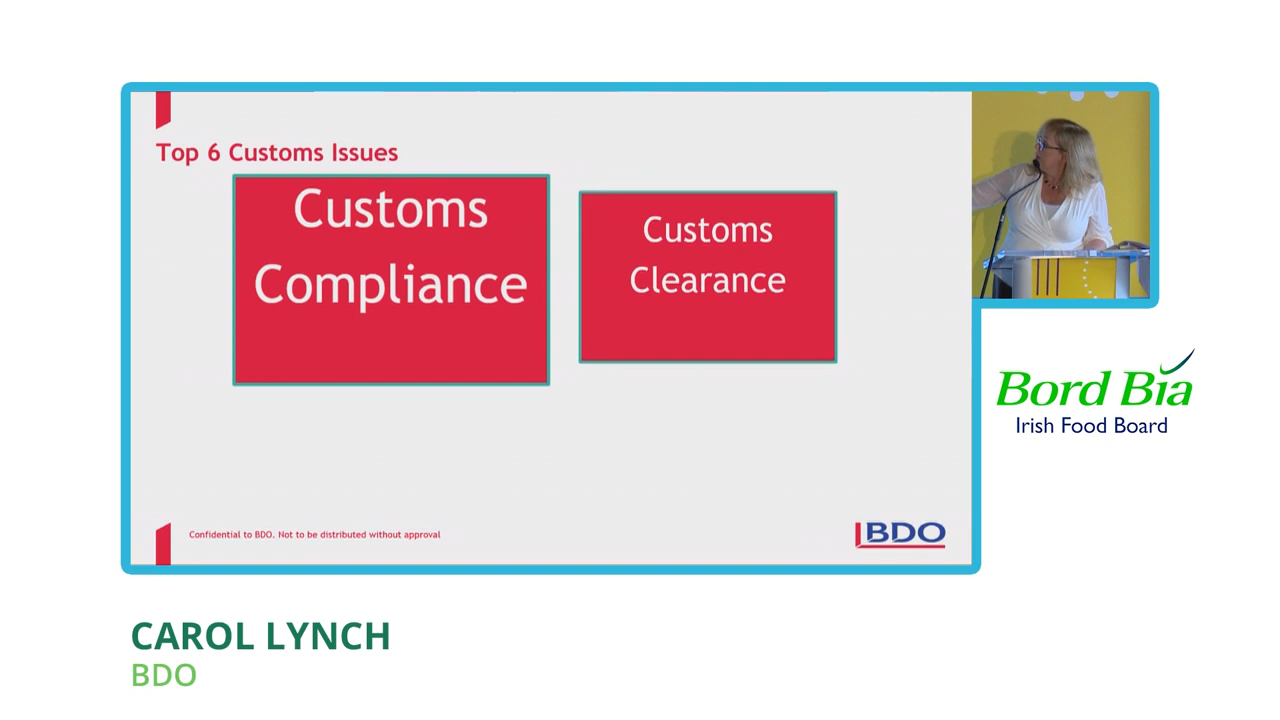 Top 6 Customs Issues
Customs
Compliance
Customs
Clearance
Confidential to BDO. Not to be distributed without approval
BDO
Bord Bia
Irish Food Board
CAROL LYNCH
BDO